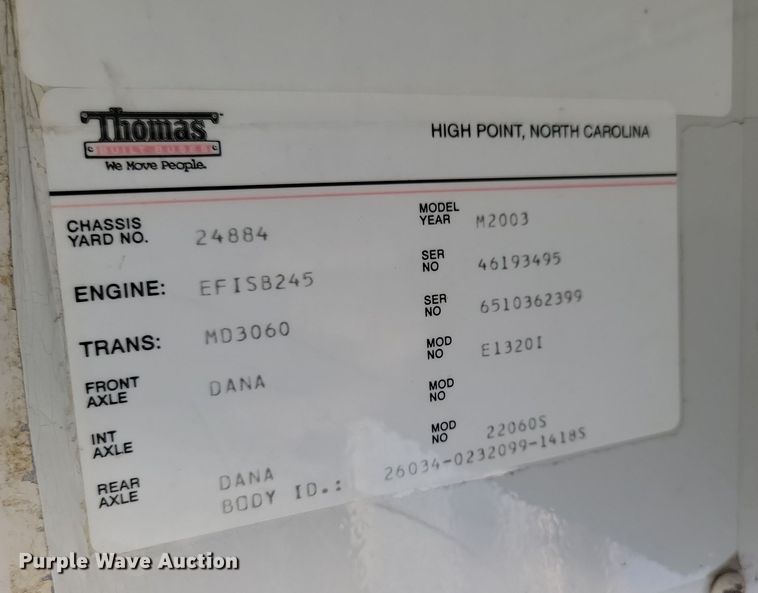 Thomas
BUILT BUSES
We Move People.
HIGH POINT, NORTH CAROLINA
CHASSIS YARD NO. 24884
MODEL YEAR M2003
ENGINE: EFISB245
SER NO 46193495
TRANS: MD3060
SER NO 6510362399
FRONT AXLE DANA
MOD NO E1320I
INT AXLE
MOD NO
REAR AXLE DANA
MOD NO 22060S
BODY ID.: 26034-0232099-1418S
Purple Wave Auction